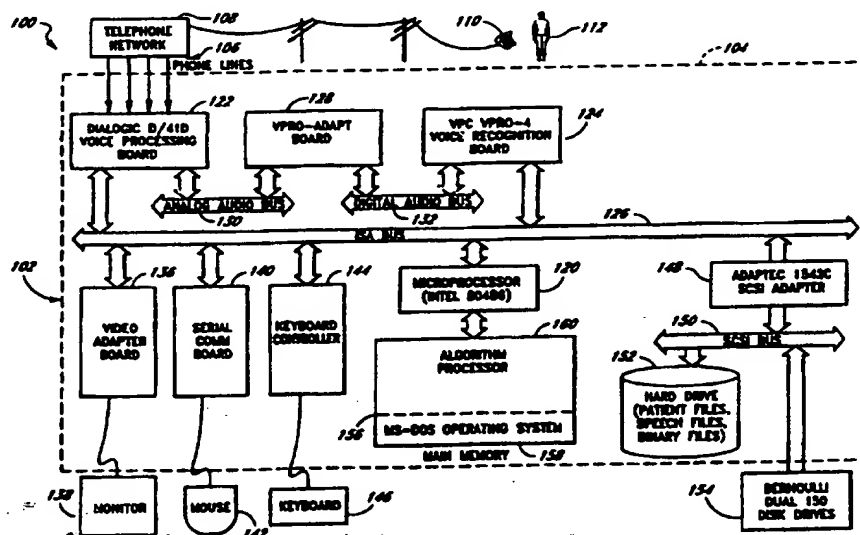 100
108
TELEPHONE
NETWORK
106
PHONE LINES
110
112
104
122
DIALOGIC D/41D
VOICE PROCESSING
BOARD
128
VPRO-ADAPT
BOARD
VPC VPRO-4
VOICE RECOGNITION
BOARD
124
ANALOG AUDIO BUS
130
DIGITAL AUDIO BUS
132
126
ISA BUS
102
136
VIDEO
ADAPTER
BOARD
140
SERIAL
COMM
BOARD
144
KEYBOARD
CONTROLLER
MICROPROCESSOR
(INTEL 80486)
120
148
ADAPTEC 1542C
SCSI ADAPTER
160
ALGORITHM
PROCESSOR
156
MS-DOS OPERATING SYSTEM
158
MAIN MEMORY
150
SCSI BUS
152
HARD DRIVE
(PATIENT FILES,
SPEECH FILES,
BINARY FILES)
138
MONITOR
MOUSE
142
KEYBOARD
146
154
BERNOULLI
DUAL 150
DISK DRIVES